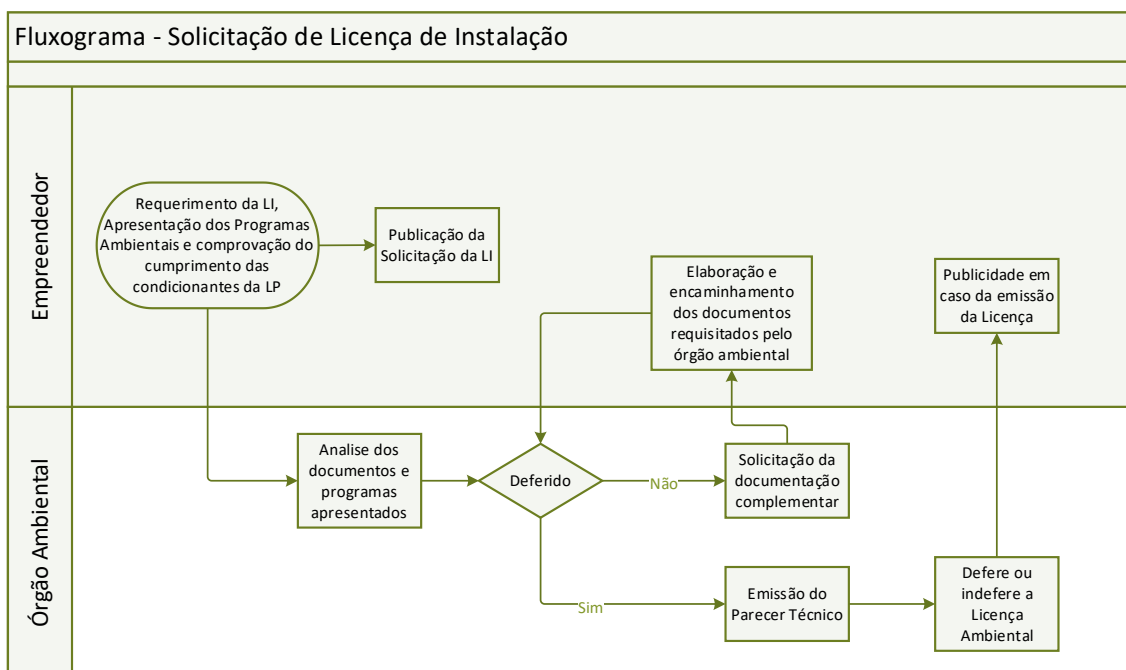 Fluxograma - Solicitação de Licença de Instalação
Empreendedor
Requerimento da LI,
Apresentação dos Programas
Ambientais e comprovação do
cumprimento das
condicionantes da LP
Publicação da
Solicitação da LI
Elaboração e
encaminhamento
dos documentos
requisitados pelo
órgão ambiental
Publicidade em
caso da emissão
da Licença
Órgão Ambiental
Analise dos
documentos e
programas
apresentados
Deferido
Não
Solicitação da
documentação
complementar
Sim
Emissão do
Parecer Técnico
Defere ou
indefere a
Licença
Ambiental